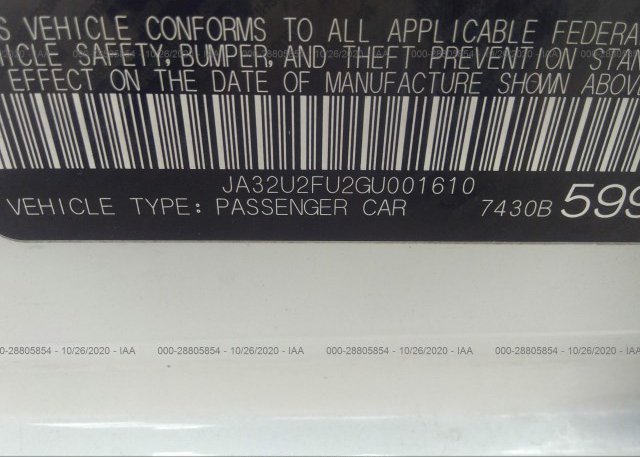 S VEHICLE CONFORMS TO ALL APPLICABLE FEDERA
HICLE SAFETY, BUMPER, AND THEFT PREVENTION STAN
EFFECT ON THE DATE OF MANUFACTURE SHOWN ABOVE
JA32U2FU2GU001610
VEHICLE TYPE: PASSENGER CAR 7430B 599
000-28805854 - 10/26/2020 - IAA 000-28805854 - 10/26/2020 - IAA 000-28805854 - 10/26/2020 - IAA 000-28805854 - 10/26/2020 - IAA